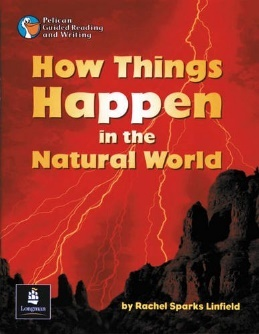 Pelican
Guided Reading
and Writing
How Things
Happen
in the
Natural World
by Rachel Sparks Linfield
Longman